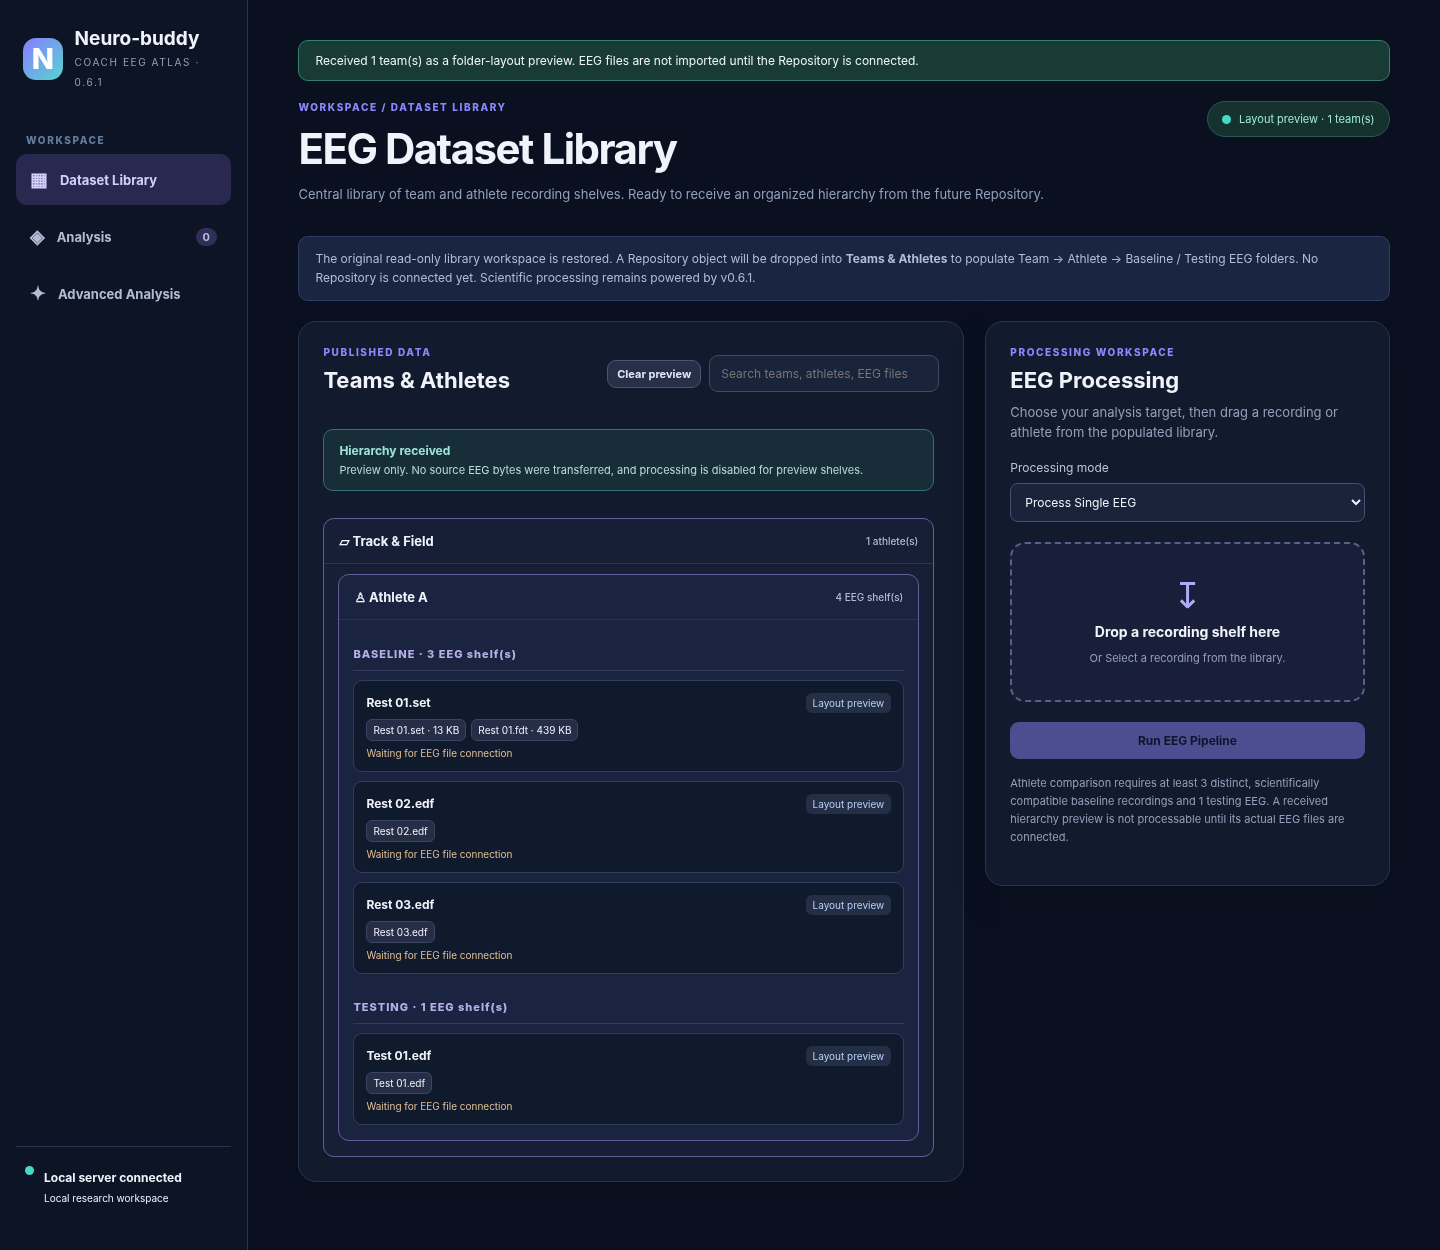 N
Neuro-buddy
COACH EEG ATLAS ·
0.6.1
WORKSPACE
Dataset Library
Analysis
0
Advanced Analysis
Local server connected
Local research workspace
Received 1 team(s) as a folder-layout preview. EEG files are not imported until the Repository is connected.
WORKSPACE / DATASET LIBRARY
Layout preview · 1 team(s)
EEG Dataset Library
Central library of team and athlete recording shelves. Ready to receive an organized hierarchy from the future Repository.
The original read-only library workspace is restored. A Repository object will be dropped into Teams & Athletes to populate Team → Athlete → Baseline / Testing EEG folders. No
Repository is connected yet. Scientific processing remains powered by v0.6.1.
PUBLISHED DATA
Teams & Athletes
Clear preview
Search teams, athletes, EEG files
Hierarchy received
Preview only. No source EEG bytes were transferred, and processing is disabled for preview shelves.
▱ Track & Field
1 athlete(s)
♙ Athlete A
4 EEG shelf(s)
BASELINE · 3 EEG shelf(s)
Rest 01.set
Layout preview
Rest 01.set · 13 KB
Rest 01.fdt · 439 KB
Waiting for EEG file connection
Rest 02.edf
Layout preview
Rest 02.edf
Waiting for EEG file connection
Rest 03.edf
Layout preview
Rest 03.edf
Waiting for EEG file connection
TESTING · 1 EEG shelf(s)
Test 01.edf
Layout preview
Test 01.edf
Waiting for EEG file connection
PROCESSING WORKSPACE
EEG Processing
Choose your analysis target, then drag a recording or
athlete from the populated library.
Processing mode
Process Single EEG
Drop a recording shelf here
Or Select a recording from the library.
Run EEG Pipeline
Athlete comparison requires at least 3 distinct, scientifically
compatible baseline recordings and 1 testing EEG. A received
hierarchy preview is not processable until its actual EEG files are
connected.